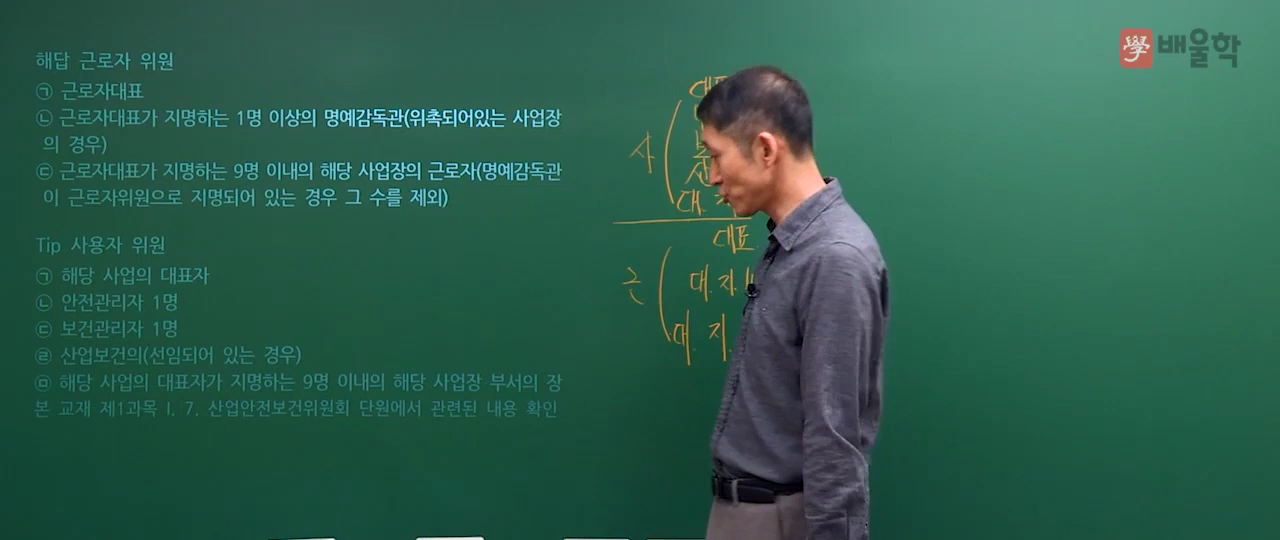 學 배울학
해답 근로자 위원
㉠ 근로자대표
㉡ 근로자대표가 지명하는 1명 이상의 명예감독관(위촉되어있는 사업장
의 경우)
㉢ 근로자대표가 지명하는 9명 이내의 해당 사업장의 근로자(명예감독관
이 근로자위원으로 지명되어 있는 경우 그 수를 제외)
Tip 사용자 위원
㉠ 해당 사업의 대표자
㉡ 안전관리자 1명
㉢ 보건관리자 1명
㉣ 산업보건의(선임되어 있는 경우)
㉤ 해당 사업의 대표자가 지명하는 9명 이내의 해당 사업장 부서의 장
본 교재 제1과목 I, 7. 산업안전보건위원회 단원에서 관련된 내용 확인
사
대.
대표
근
대.지.
대.지.